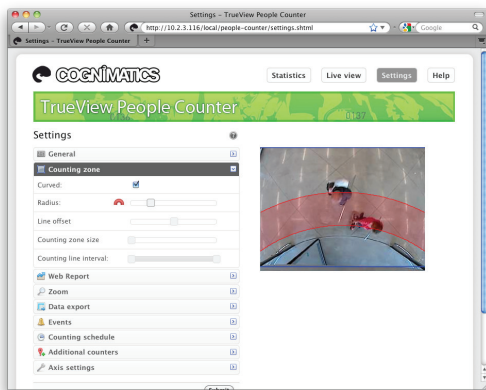 Settings – TrueView People Counter
http://10.2.3.116/local/people-counter/settings.shtml
Google
Settings – TrueView People Counter
COGNIMATICS
Statistics
Live view
Settings
Help
TrueView People Counter
0137
Settings
General
Counting zone
Curved:
Radius:
Line offset
Counting zone size
Counting line interval:
Web Report
Zoom
Data export
Events
Counting schedule
Additional counters
Axis settings
Submit